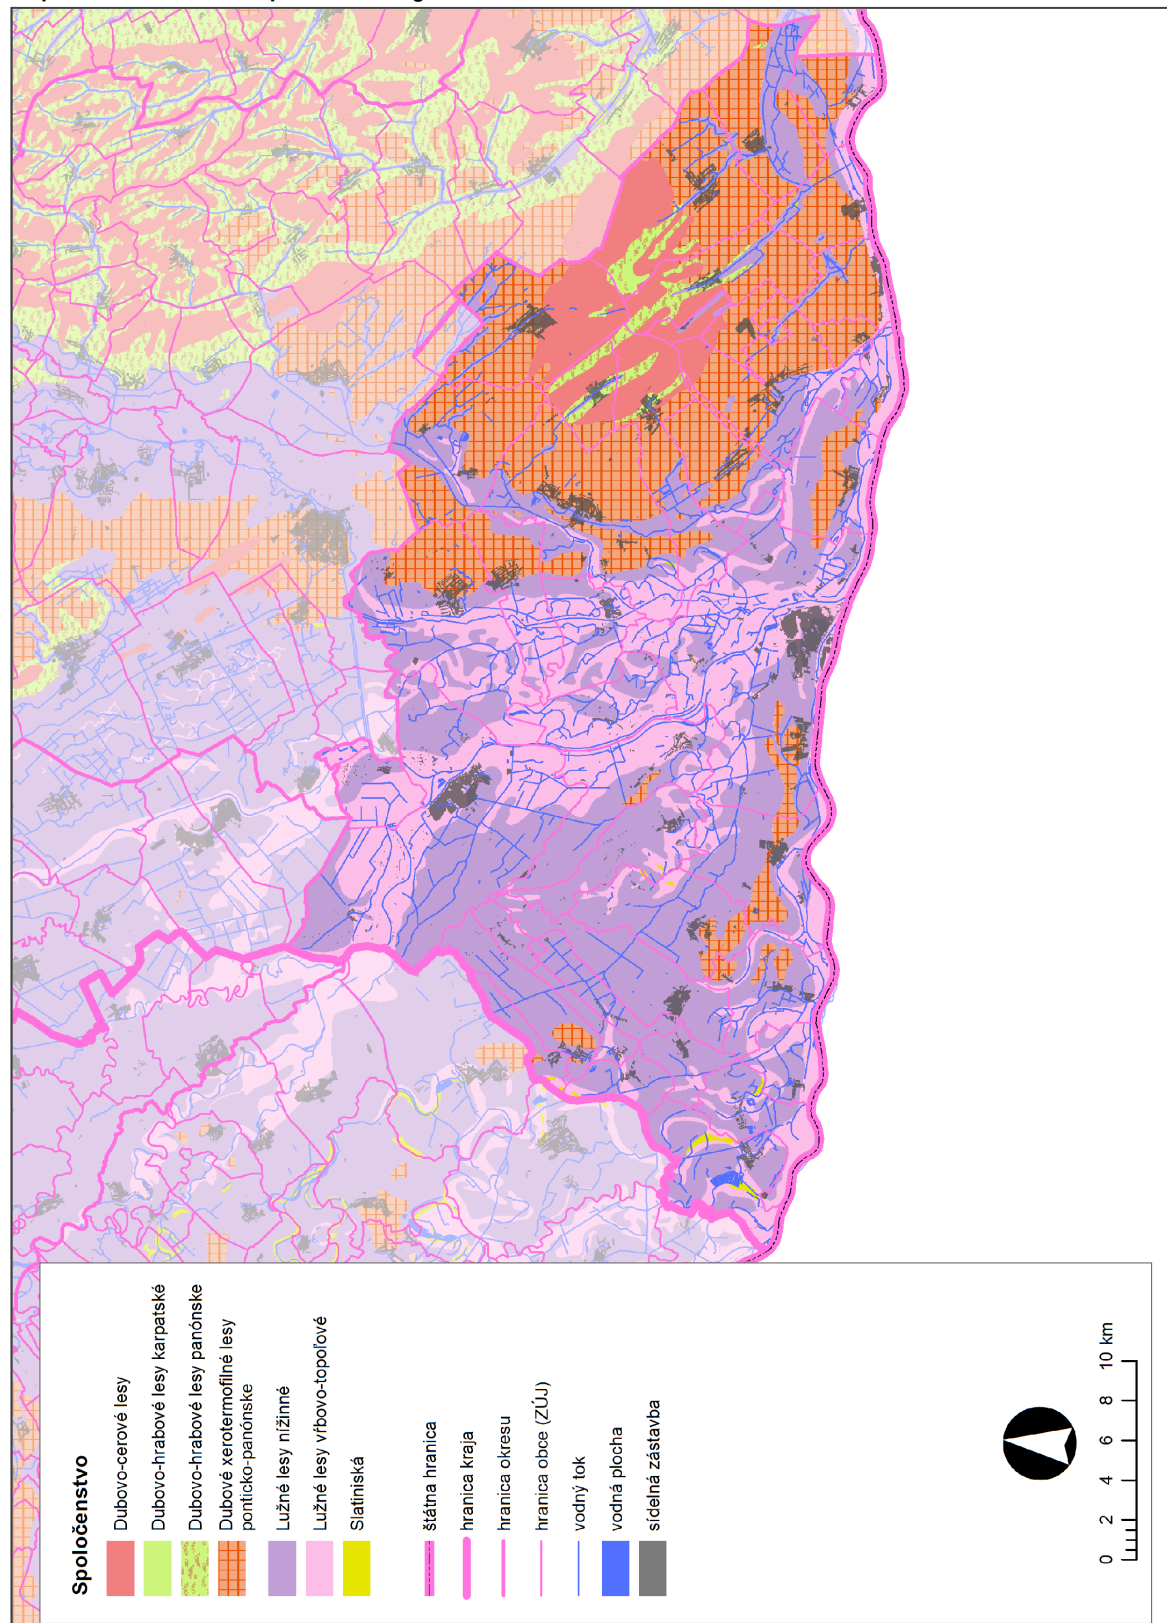 Spoločenstvo
Dubovo-cerové lesy
Dubovo-hrabové lesy karpatské
Dubovo-hrabové lesy panónske
Dubové xerotermofilné lesy
ponticko-panónske
Lužné lesy nížinné
Lužné lesy vŕbovo-topoľové
Slatiniská
štátna hranica
hranica kraja
hranica okresu
hranica obce (ZÚJ)
vodný tok
vodná plocha
sídelná zástavba
0 2 4 6 8 10 km